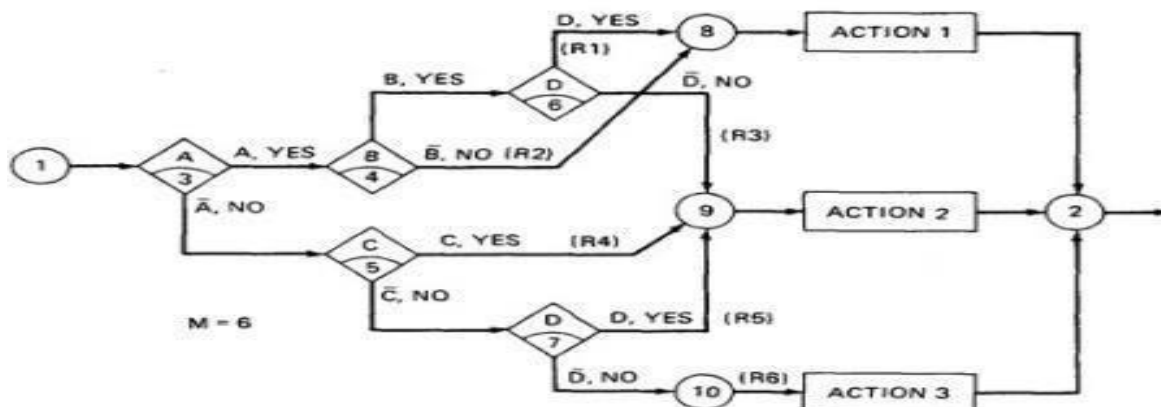 D, YES
(R1)
8
ACTION 1
B, YES
D
6
D̅, NO
1
A
3
A, YES
B
4
B̅, NO (R2)
(R3)
A̅, NO
9
ACTION 2
2
C
5
C, YES (R4)
C̅, NO
M = 6
D
7
D, YES (R5)
D̅, NO
10
(R6)
ACTION 3